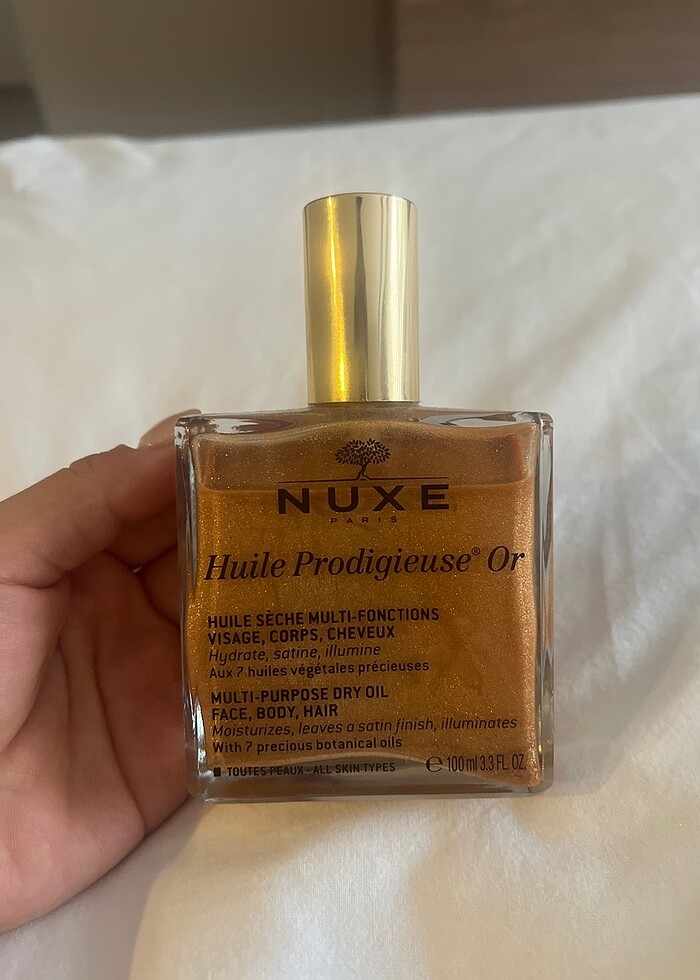 NUXE
PARIS
Huile Prodigieuse® Or
HUILE SÈCHE MULTI-FONCTIONS
VISAGE, CORPS, CHEVEUX
Hydrate, satine, illumine
Aux 7 huiles végétales précieuses
MULTI-PURPOSE DRY OIL
FACE, BODY, HAIR
Moisturizes, leaves a satin finish, illuminates
With 7 precious botanical oils
■ TOUTES PEAUX - ALL SKIN TYPES ℮ 100 ml 3.3 FL. OZ.